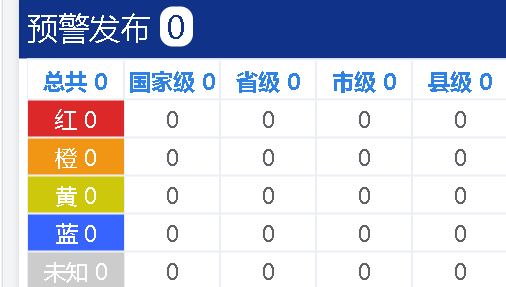 预警发布 0
总共 0 国家级 0 省级 0 市级 0 县级 0
红 0 0 0 0 0
橙 0 0 0 0 0
黄 0 0 0 0 0
蓝 0 0 0 0 0
未知 0 0 0 0 0